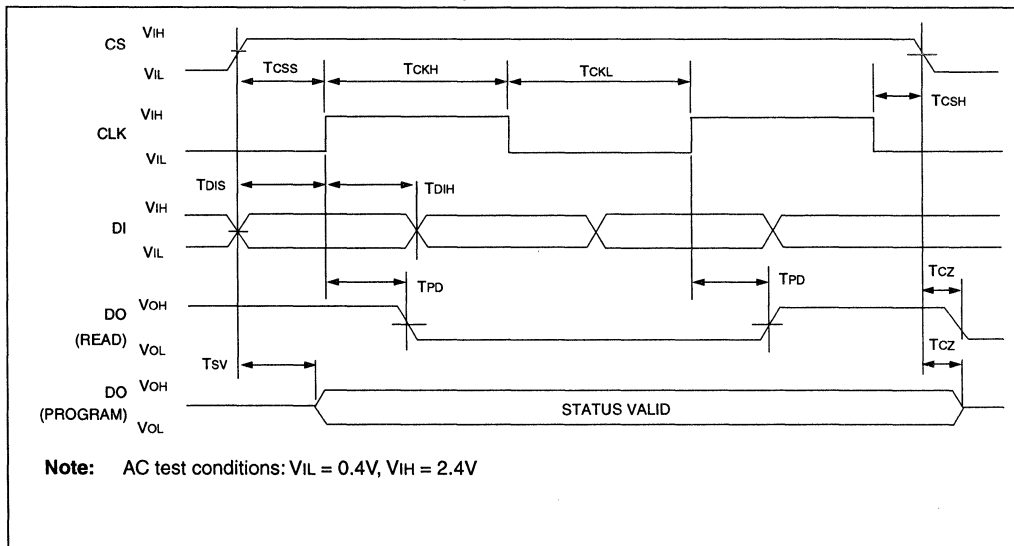 CS VIH
VIL
TCSS TCKH TCKL TCSH
CLK VIH
VIL
TDIS TDIH
DI VIH
VIL
TPD TPD TCZ
DO VOH
(READ)
VOL
TSV TCZ
DO VOH
(PROGRAM) STATUS VALID
VOL
Note: AC test conditions: VIL = 0.4V, VIH = 2.4V